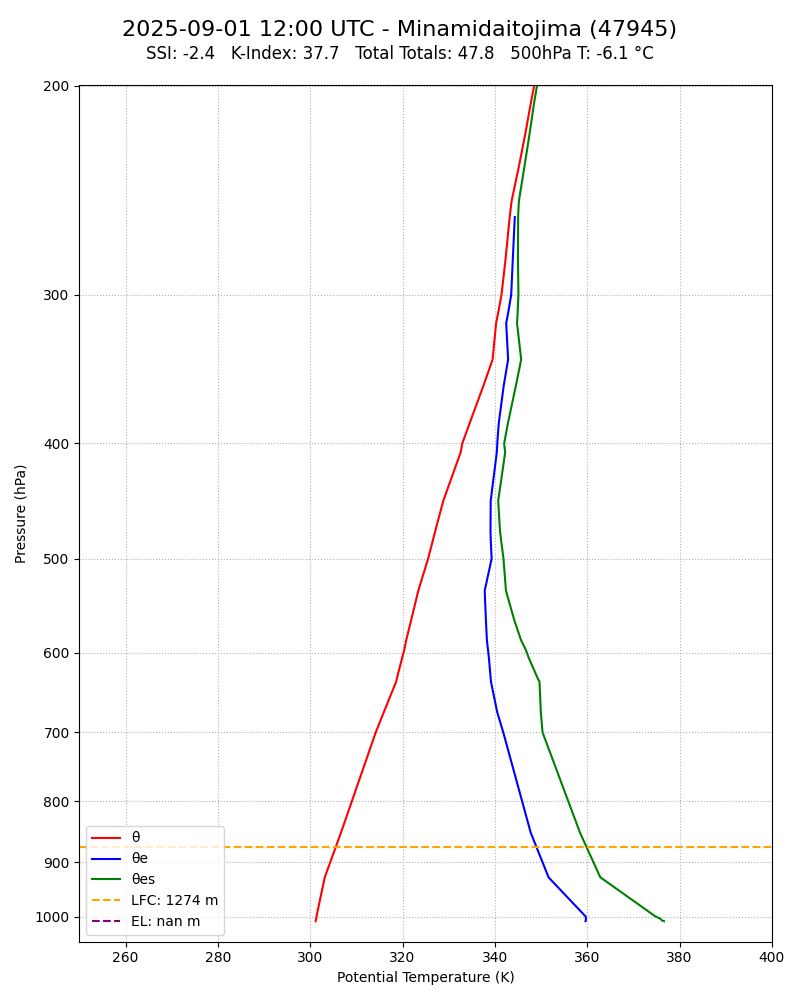 2025-09-01 12:00 UTC - Minamidaitojima (47945)
SSI: -2.4   K-Index: 37.7   Total Totals: 47.8   500hPa T: -6.1 °C
200
300
400
500
600
700
800
900
1000
Pressure (hPa)
θ
θe
θes
LFC: 1274 m
EL: nan m
260 280 300 320 340 360 380 400
Potential Temperature (K)